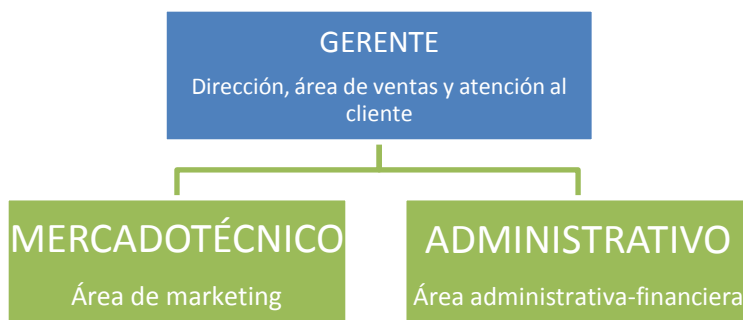 GERENTE
Dirección, área de ventas y atención al
cliente
MERCADOTÉCNICO
Área de marketing
ADMINISTRATIVO
Área administrativa-financiera